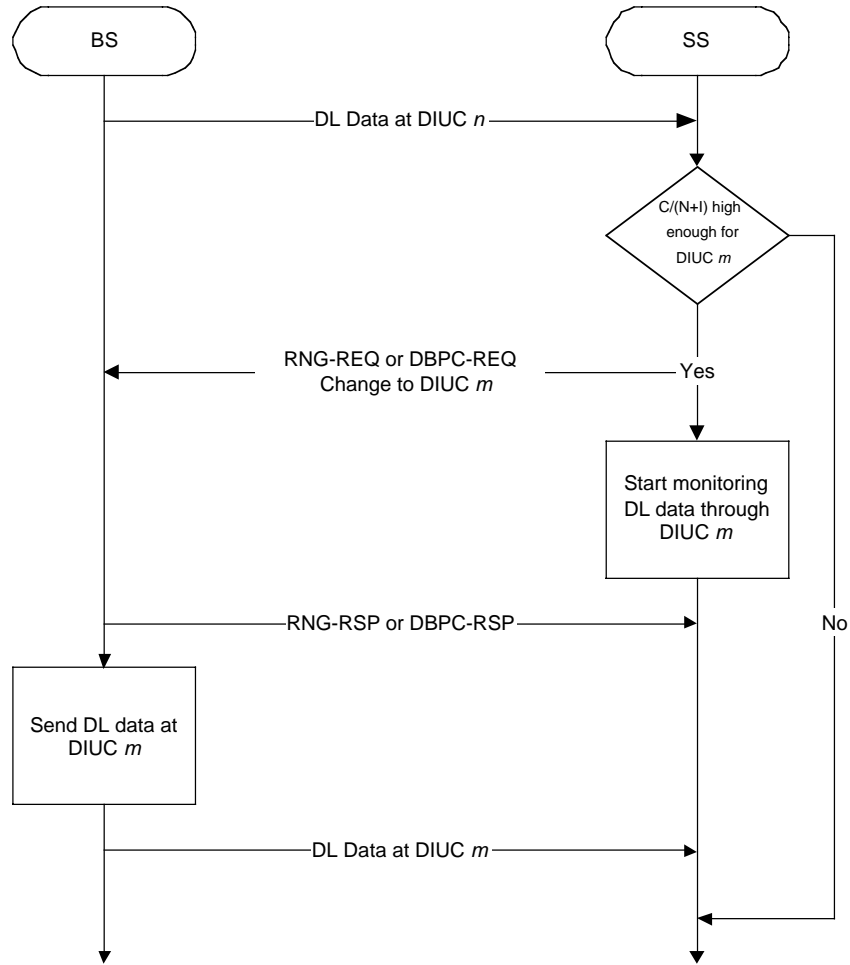 BS
SS
DL Data at DIUC n
C/(N+I) high
enough for
DIUC m
RNG-REQ or DBPC-REQ
Change to DIUC m
Yes
Start monitoring
DL data through
DIUC m
RNG-RSP or DBPC-RSP
No
Send DL data at
DIUC m
DL Data at DIUC m